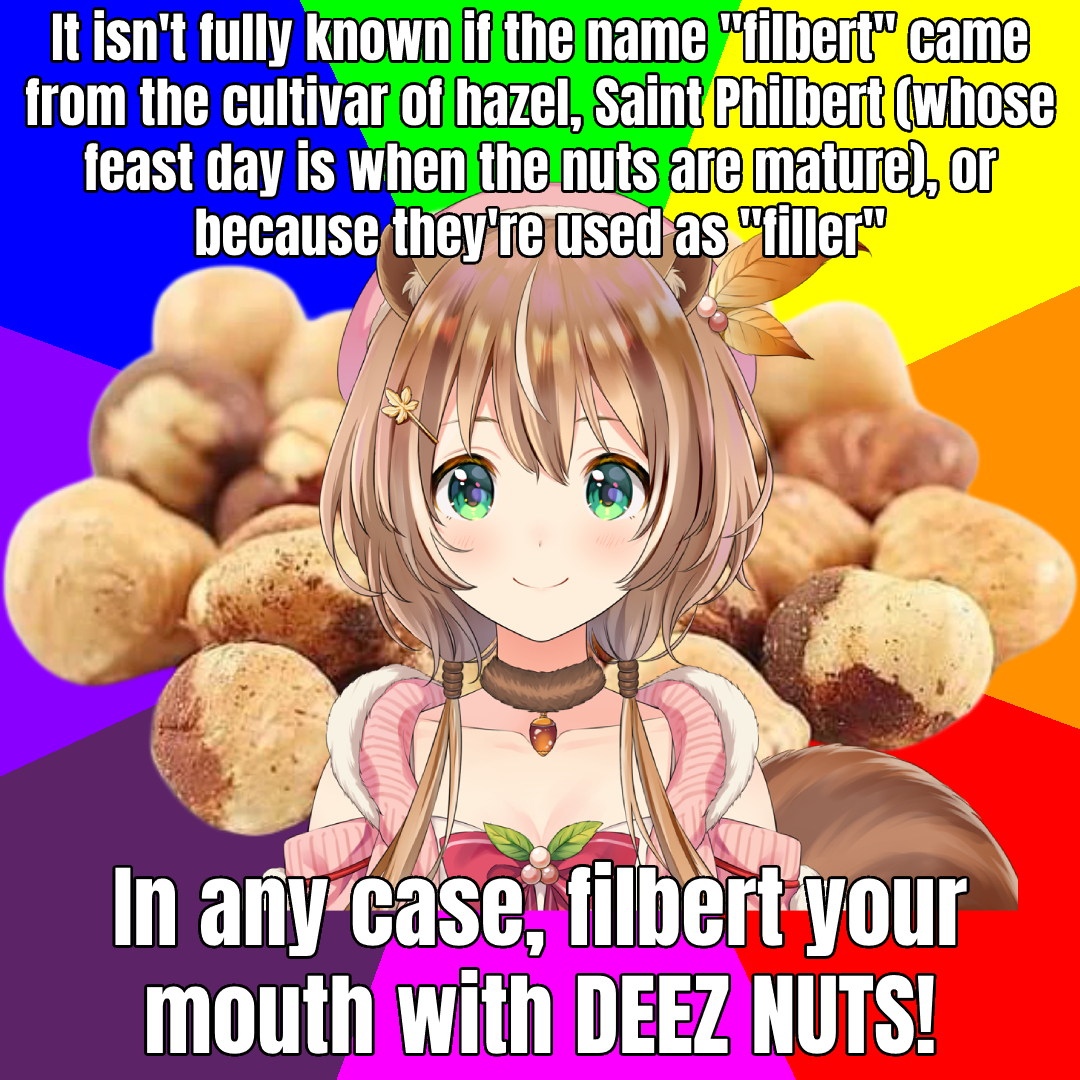 It isn't fully known if the name "filbert" came
from the cultivar of hazel, Saint Philbert (whose
feast day is when the nuts are mature), or
because they're used as "filler"
In any case, filbert your
mouth with DEEZ NUTS!